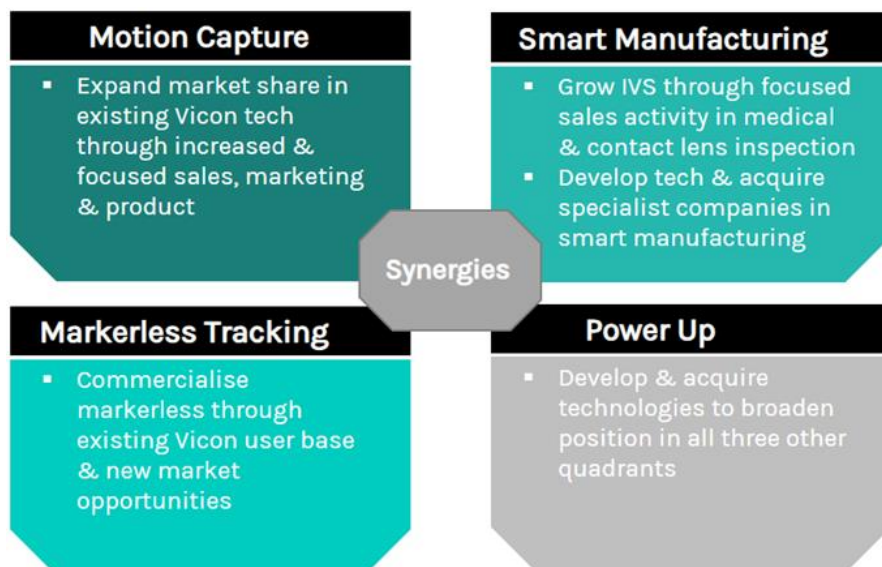 Motion Capture
▪ Expand market share in
existing Vicon tech
through increased &
focused sales, marketing
& product
Smart Manufacturing
▪ Grow IVS through focused
sales activity in medical
& contact lens inspection
▪ Develop tech & acquire
specialist companies in
smart manufacturing
Synergies
Markerless Tracking
▪ Commercialise
markerless through
existing Vicon user base
& new market
opportunities
Power Up
▪ Develop & acquire
technologies to broaden
position in all three other
quadrants